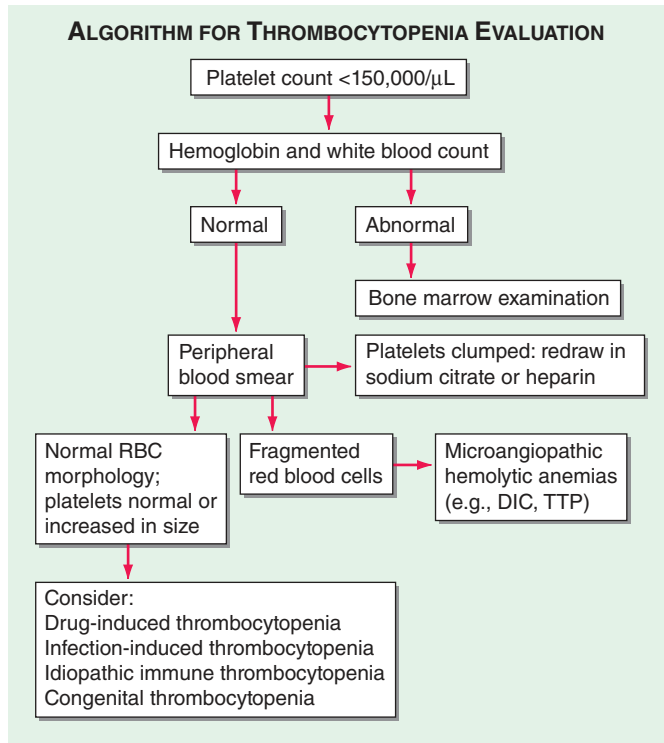 ALGORITHM FOR THROMBOCYTOPENIA EVALUATION
Platelet count <150,000/μL
Hemoglobin and white blood count
Normal
Abnormal
Bone marrow examination
Peripheral
blood smear
Platelets clumped: redraw in
sodium citrate or heparin
Normal RBC
morphology;
platelets normal or
increased in size
Fragmented
red blood cells
Microangiopathic
hemolytic anemias
(e.g., DIC, TTP)
Consider:
Drug-induced thrombocytopenia
Infection-induced thrombocytopenia
Idiopathic immune thrombocytopenia
Congenital thrombocytopenia